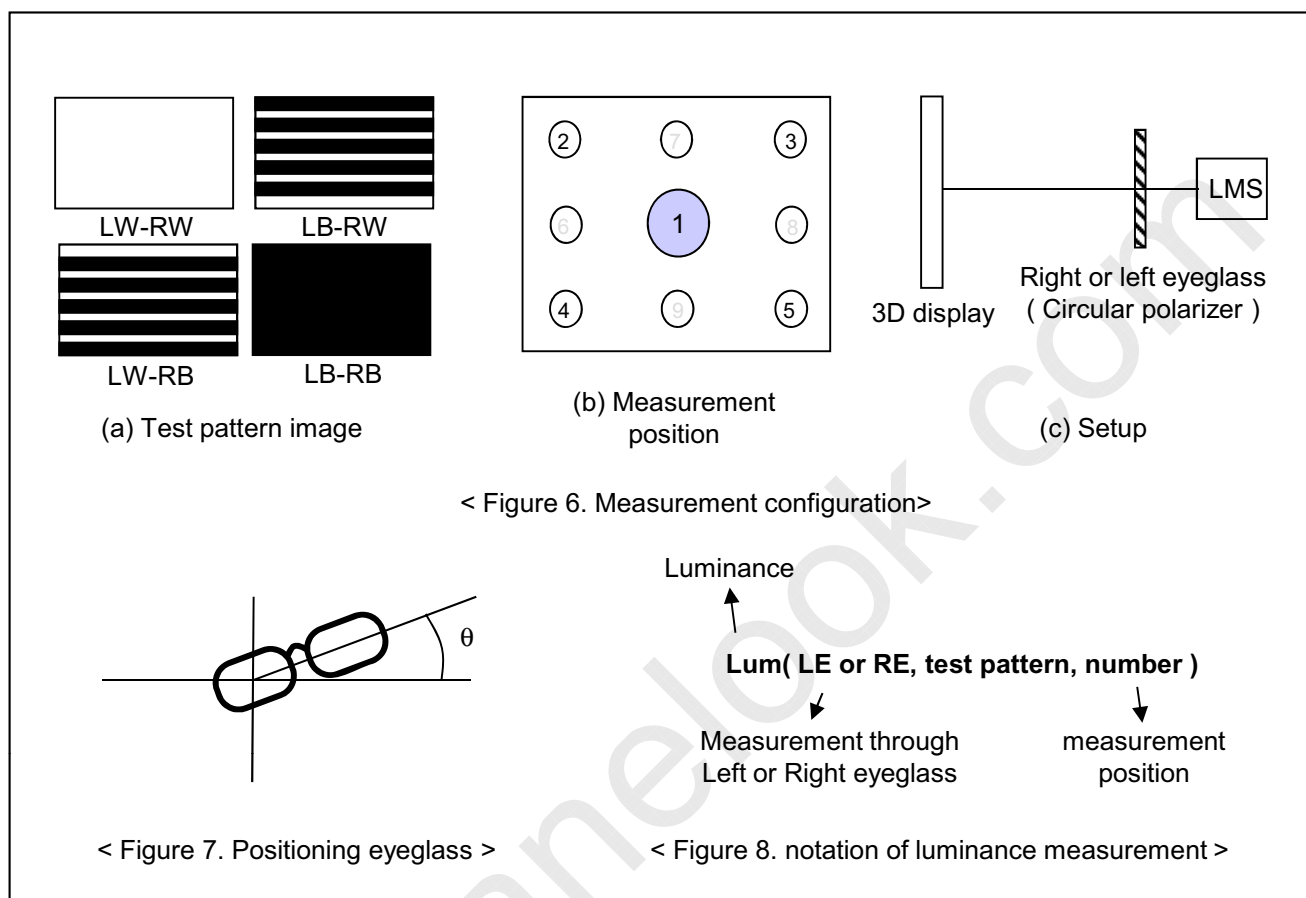 LW-RW
LB-RW
LW-RB
LB-RB
(a) Test pattern image
2
7
3
6
1
8
4
9
5
(b) Measurement
position
LMS
3D display
Right or left eyeglass
( Circular polarizer )
(c) Setup
< Figure 6. Measurement configuration>
θ
< Figure 7. Positioning eyeglass >
Luminance
Lum( LE or RE, test pattern, number )
Measurement through
Left or Right eyeglass
measurement
position
< Figure 8. notation of luminance measurement >
anelook.com